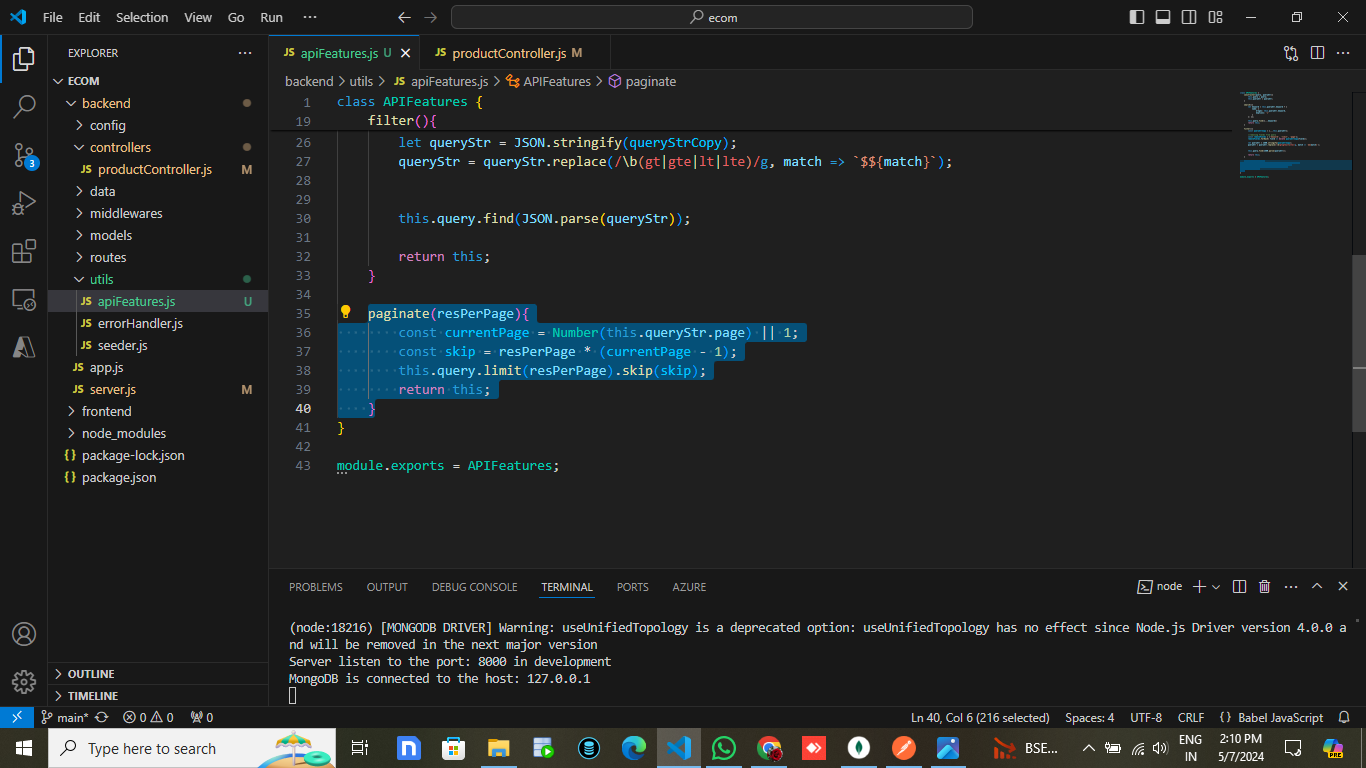 File Edit Selection View Go Run ··· ecom
EXPLORER ···
ECOM
backend
config
controllers
JS productController.js M
data
middlewares
models
routes
utils
JS apiFeatures.js U
JS errorHandler.js
JS seeder.js
JS app.js
JS server.js M
frontend
node_modules
{} package-lock.json
{} package.json
OUTLINE
TIMELINE
JS apiFeatures.js U JS productController.js M
backend > utils > JS apiFeatures.js > APIFeatures > paginate
1 class APIFeatures {
19 filter(){
26 let queryStr = JSON.stringify(queryStrCopy);
27 queryStr = queryStr.replace(/\b(gt|gte|lt|lte)/g, match => `$${match}`);
28
29
30 this.query.find(JSON.parse(queryStr));
31
32 return this;
33 }
34
35 paginate(resPerPage){
36 const currentPage = Number(this.queryStr.page) || 1;
37 const skip = resPerPage * (currentPage - 1);
38 this.query.limit(resPerPage).skip(skip);
39 return this;
40 }
41 }
42
43 module.exports = APIFeatures;
PROBLEMS OUTPUT DEBUG CONSOLE TERMINAL PORTS AZURE node
(node:18216) [MONGODB DRIVER] Warning: useUnifiedTopology is a deprecated option: useUnifiedTopology has no effect since Node.js Driver version 4.0.0 a
nd will be removed in the next major version
Server listen to the port: 8000 in development
MongoDB is connected to the host: 127.0.0.1
3
main* 0 0 0 Ln 40, Col 6 (216 selected) Spaces: 4 UTF-8 CRLF {} Babel JavaScript
Type here to search BSE... ENG IN 2:10 PM 5/7/2024 PRE